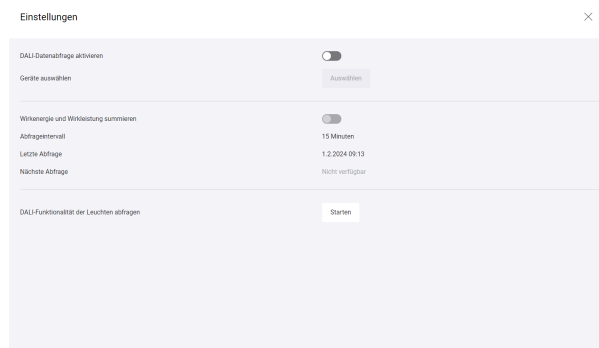 Einstellungen
DALI-Datenabfrage aktivieren
Geräte auswählen Auswählen
Wirkenergie und Wirkleistung summieren
Abfrageintervall 15 Minuten
Letzte Abfrage 1.2.2024 09:13
Nächste Abfrage Nicht verfügbar
DALI-Funktionalität der Leuchten abfragen Starten